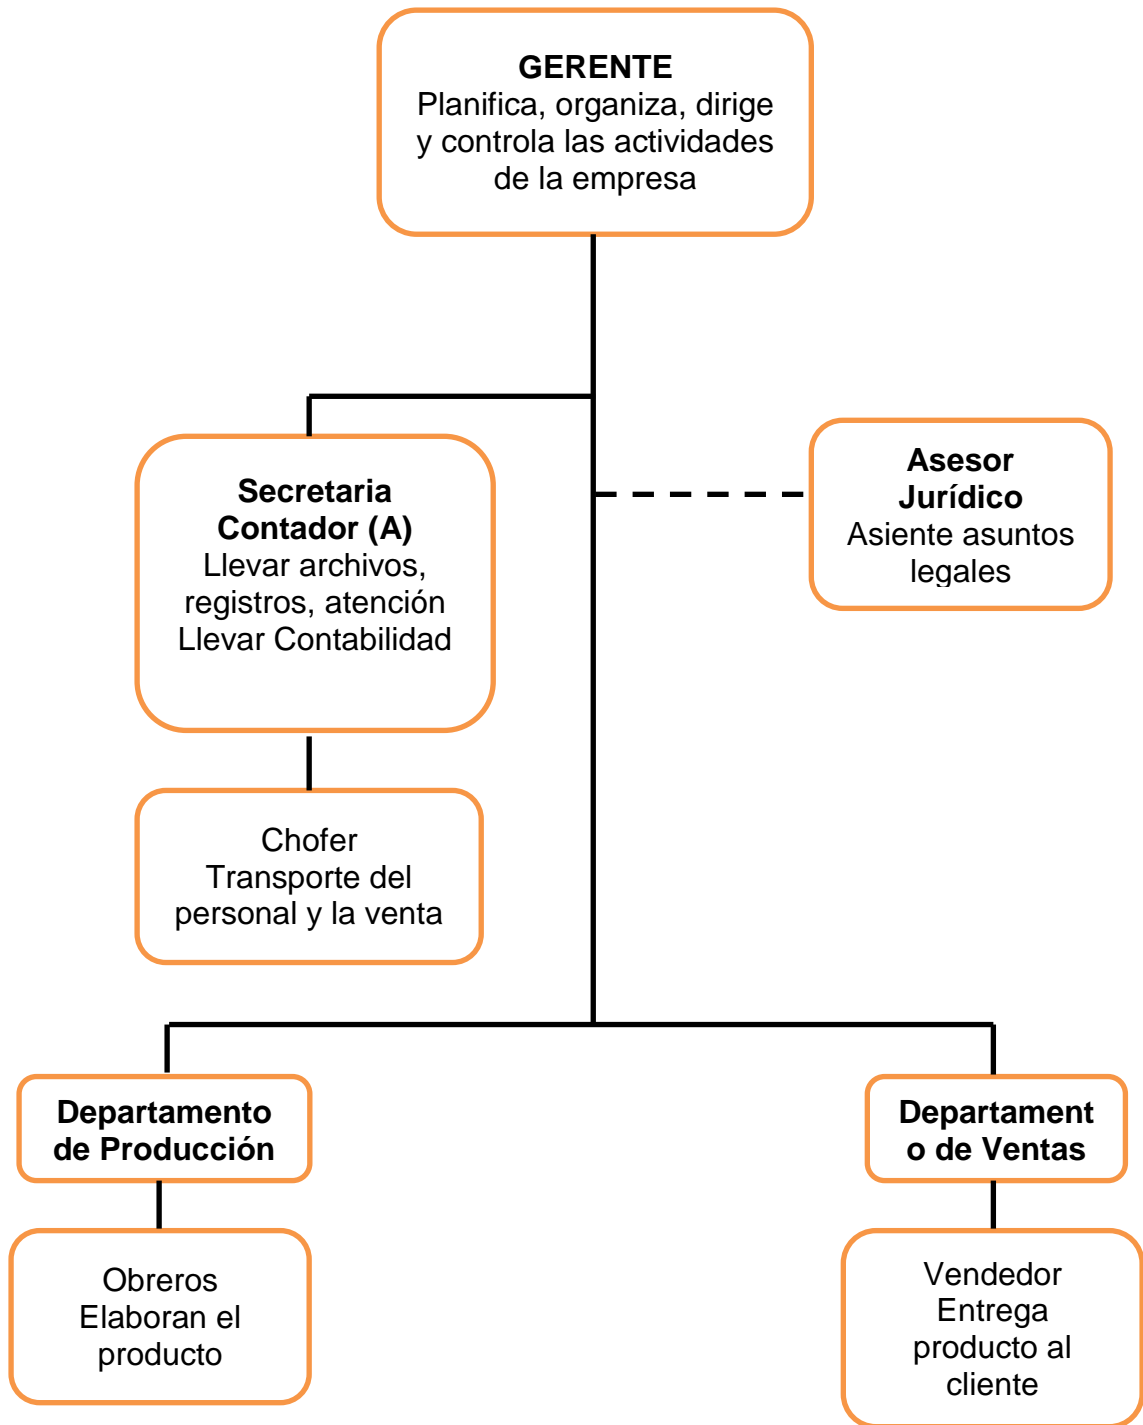 GERENTE
Planifica, organiza, dirige
y controla las actividades
de la empresa
Secretaria
Contador (A)
Llevar archivos,
registros, atención
Llevar Contabilidad
Asesor
Jurídico
Asiente asuntos
legales
Chofer
Transporte del
personal y la venta
Departamento
de Producción
Departament
o de Ventas
Obreros
Elaboran el
producto
Vendedor
Entrega
producto al
cliente